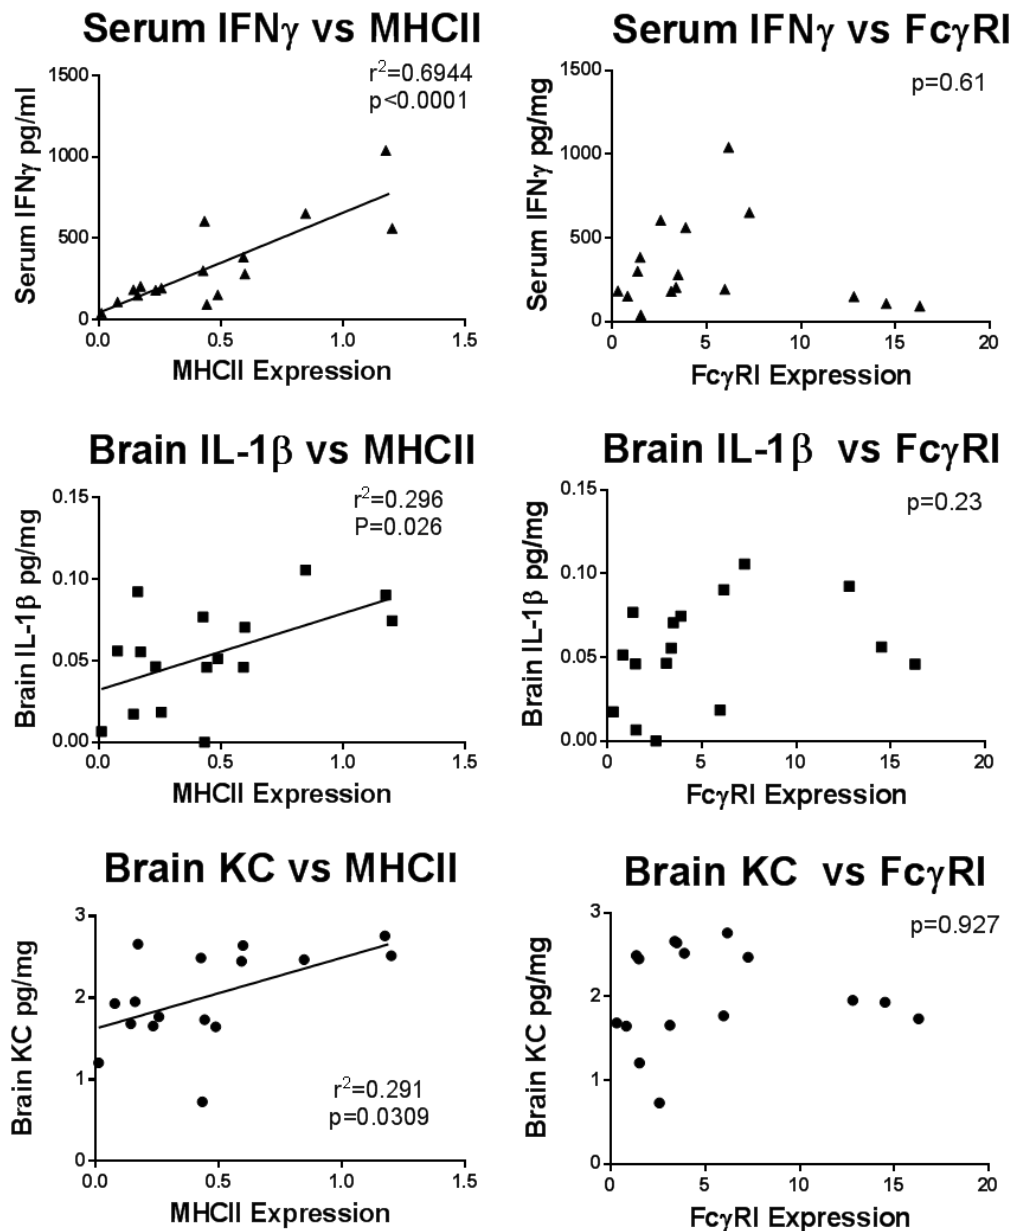 Serum IFNγ vs MHCII
r²=0.6944
p<0.0001
Serum IFNγ pg/ml
1500
1000
500
0
0.0 0.5 1.0 1.5
MHCII Expression
Serum IFNγ vs FcγRI
p=0.61
Serum IFNγ pg/mg
1500
1000
500
0
0 5 10 15 20
FcγRI Expression
Brain IL-1β vs MHCII
r²=0.296
P=0.026
Brain IL-1β pg/mg
0.15
0.10
0.05
0.00
0.0 0.5 1.0 1.5
MHCII Expression
Brain IL-1β vs FcγRI
p=0.23
Brain IL-1β pg/mg
0.15
0.10
0.05
0.00
0 5 10 15 20
FcγRI Expression
Brain KC vs MHCII
Brain KC pg/mg
3
2
1
0
r²=0.291
p=0.0309
0.0 0.5 1.0 1.5
MHCII Expression
Brain KC vs FcγRI
p=0.927
Brain KC pg/mg
3
2
1
0
0 5 10 15 20
FcγRI Expression